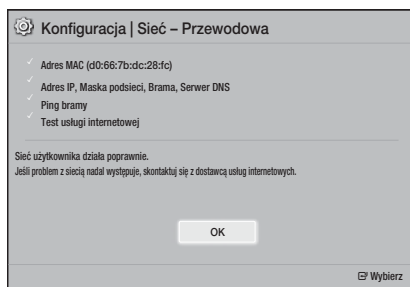 Konfiguracja | Sieć – Przewodowa
Adres MAC (d0:66:7b:dc:28:fc)
Adres IP, Maska podsieci, Brama, Serwer DNS
Ping bramy
Test usługi internetowej
Sieć użytkownika działa poprawnie.
Jeśli problem z siecią nadal występuje, skontaktuj się z dostawcą usług internetowych.
OK
Wybierz